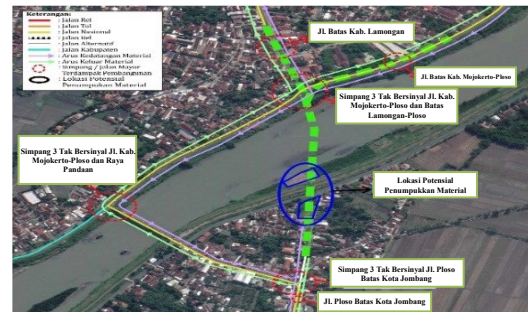 Keterangan:
: Jalan Rel
: Jalan Tol
: Jalan Nasional
: Jalan Rel
: Jalan Alternatif
: Jalan Kabupaten
: Arus Kedatangan Material
: Arus Keluar Material
: Simpang / Jalan Mayor
Terdampak Pembangunan
: Lokasi Potensial
Penumpukan Material
Jl. Batas Kab. Lamongan
Jl. Batas Kab. Mojokerto-Ploso
Simpang 3 Tak Bersinyal Jl. Kab.
Mojokerto-Ploso dan Batas
Lamongan-Ploso
Simpang 3 Tak Bersinyal Jl. Kab.
Mojokerto-Ploso dan Raya
Pandaan
Lokasi Potensial
Penumpukkan Material
Simpang 3 Tak Bersinyal Jl. Ploso
Batas Kota Jombang
Jl. Ploso Batas Kota Jombang